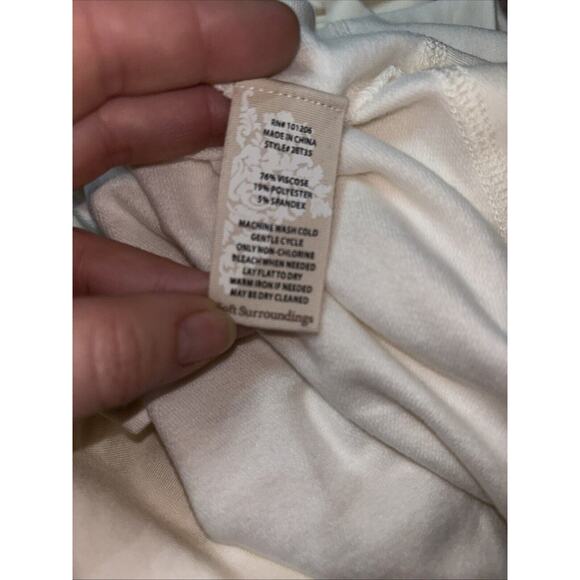 RN# 101206
MADE IN CHINA
STYLE# 2ET35
76% VISCOSE
19% POLYESTER
5% SPANDEX
MACHINE WASH COLD
GENTLE CYCLE
ONLY NON-CHLORINE
BLEACH WHEN NEEDED
LAY FLAT TO DRY
WARM IRON IF NEEDED
MAY BE DRY CLEANED
Soft Surroundings